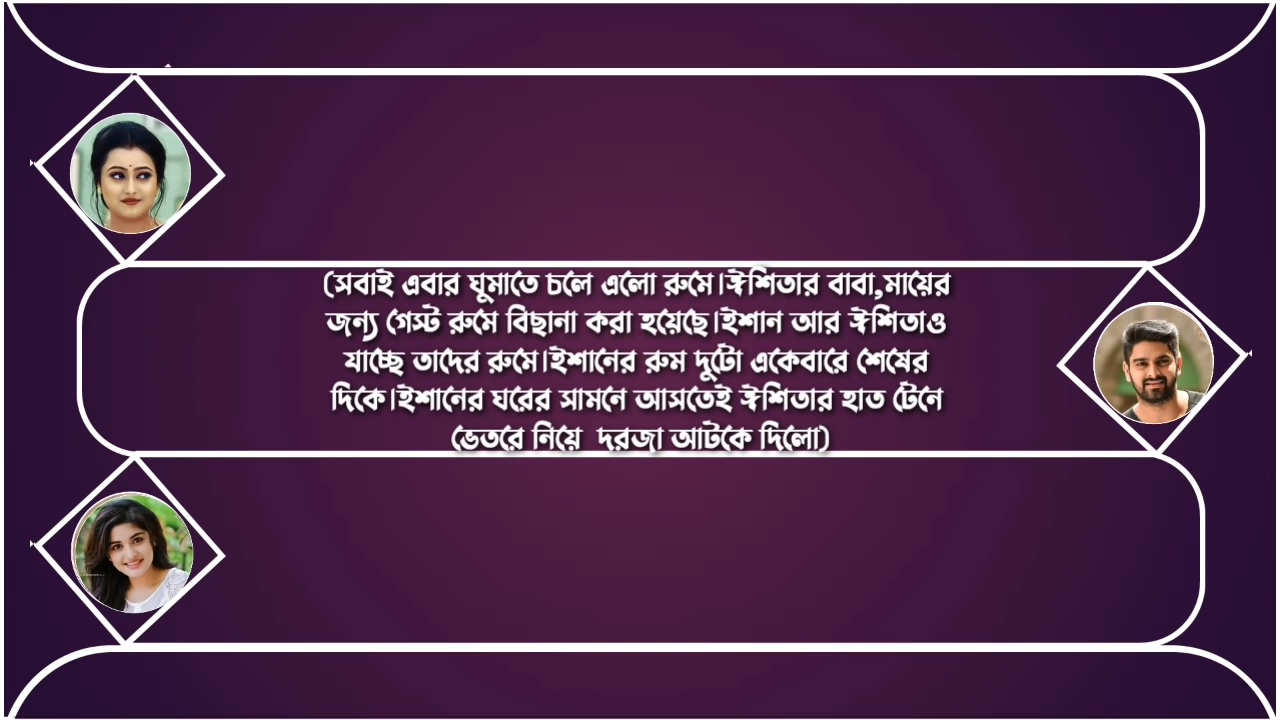 (সবাই এবার ঘুমাতে চলে এলো রুমে।ঈশিতার বাবা,মায়ের
জন্য গেস্ট রুমে বিছানা করা হয়েছে।ইশান আর ঈশিতাও
যাচ্ছে তাদের রুমে।ইশানের রুম দুটো একেবারে শেষের
দিকে।ইশানের ঘরের সামনে আসতেই ঈশিতার হাত টেনে
ভেতরে নিয়ে দরজা আটকে দিলো)